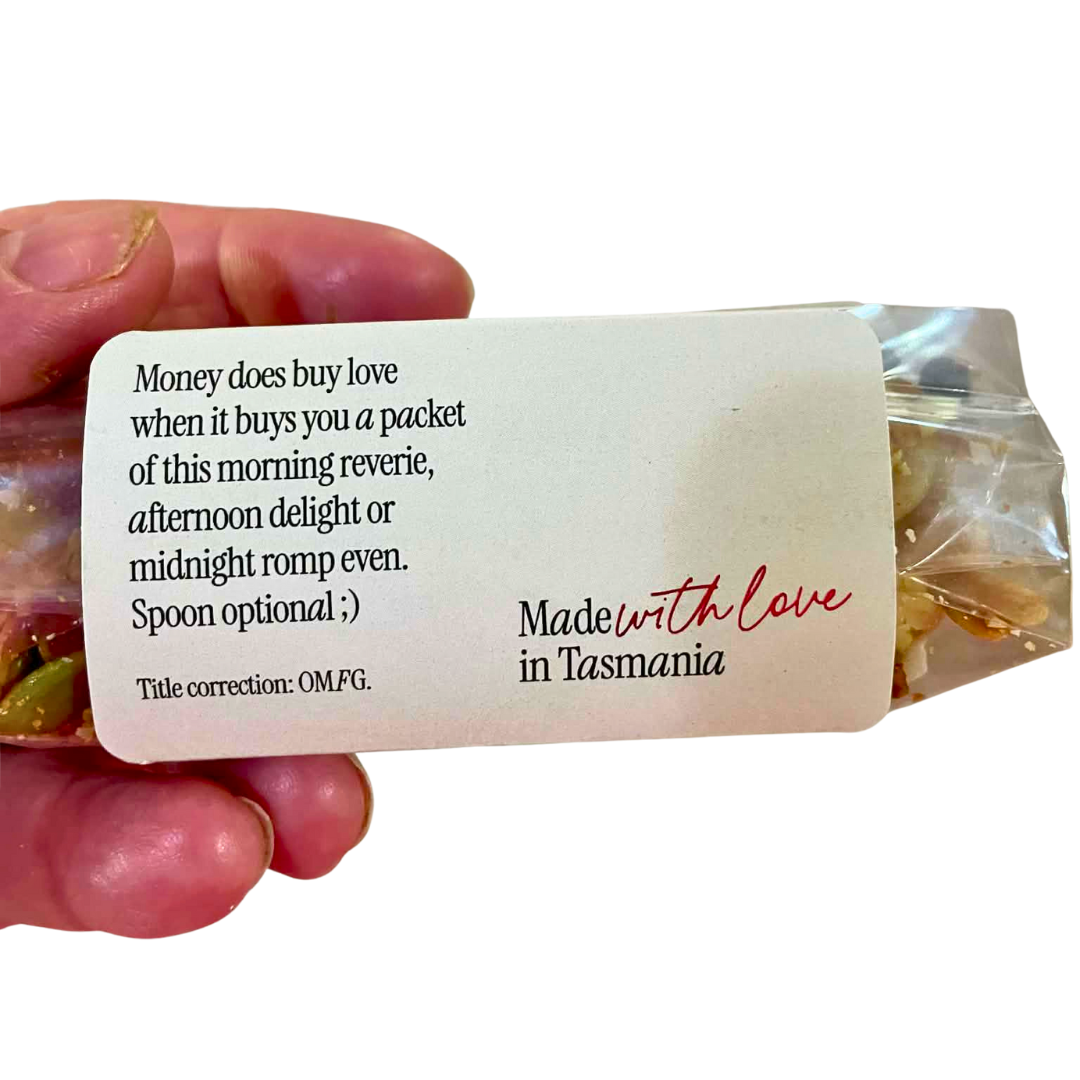 Money does buy love
when it buys you a packet
of this morning reverie,
afternoon delight or
midnight romp even.
Spoon optional ;)
Title correction: OMFG.
Made with love
in Tasmania